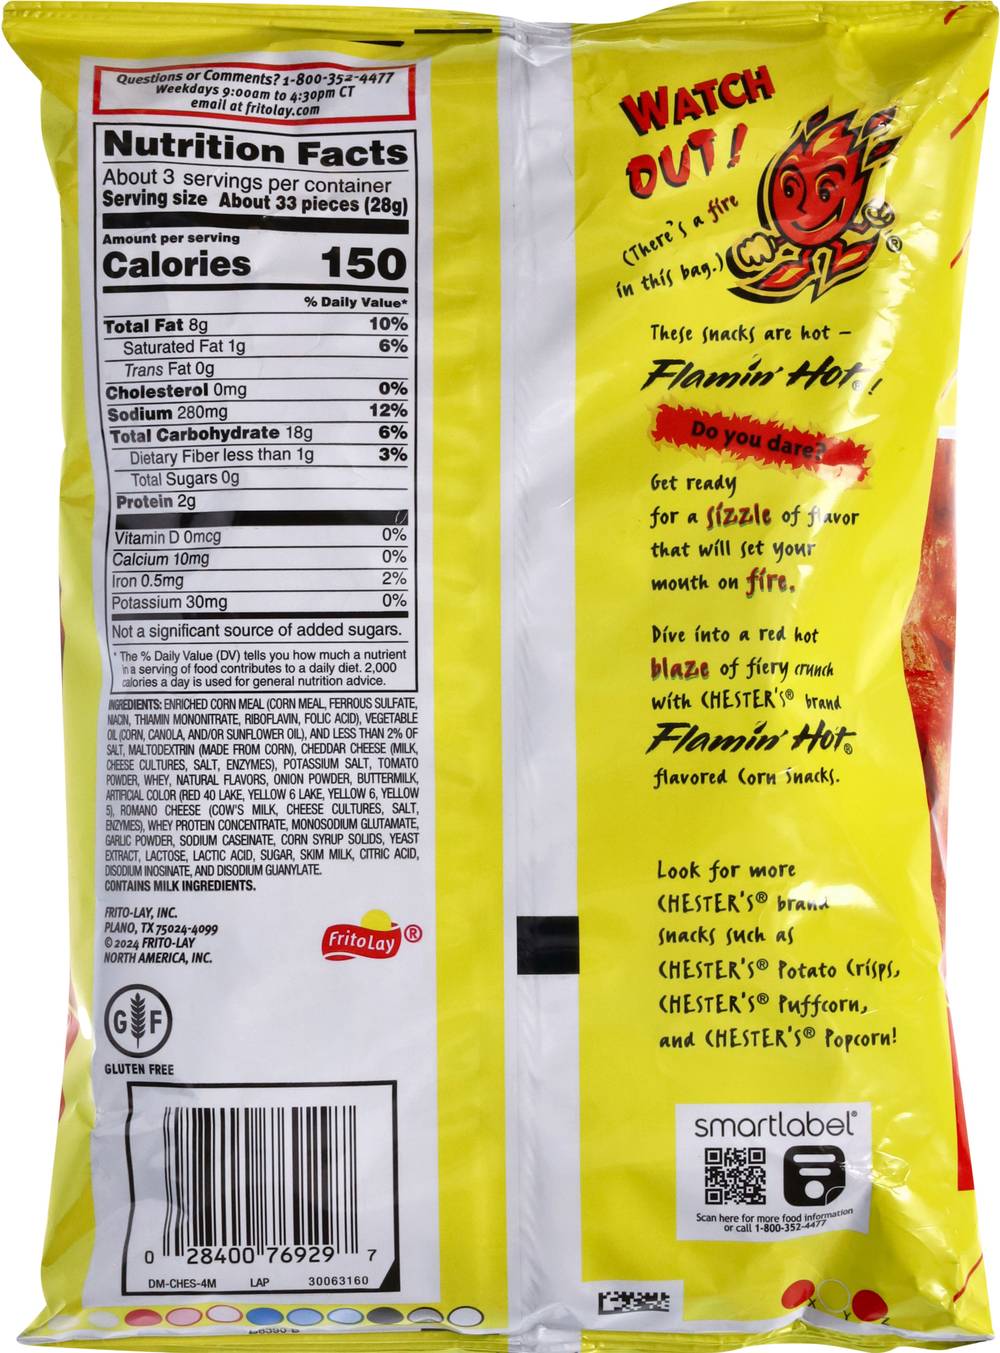 Questions or Comments? 1-800-352-4477
Weekdays 9:00am to 4:30pm CT
email at fritolay.com
Nutrition Facts
About 3 servings per container
Serving size About 33 pieces (28g)
Amount per serving
Calories 150
% Daily Value*
Total Fat 8g 10%
Saturated Fat 1g 6%
Trans Fat 0g
Cholesterol 0mg 0%
Sodium 280mg 12%
Total Carbohydrate 18g 6%
Dietary Fiber less than 1g 3%
Total Sugars 0g
Protein 2g
Vitamin D 0mcg 0%
Calcium 10mg 0%
Iron 0.5mg 2%
Potassium 30mg 0%
Not a significant source of added sugars.
* The % Daily Value (DV) tells you how much a nutrient
in a serving of food contributes to a daily diet. 2,000
calories a day is used for general nutrition advice.
INGREDIENTS: ENRICHED CORN MEAL (CORN MEAL, FERROUS SULFATE,
NIACIN, THIAMIN MONONITRATE, RIBOFLAVIN, FOLIC ACID), VEGETABLE
OIL (CORN, CANOLA, AND/OR SUNFLOWER OIL), AND LESS THAN 2% OF
SALT, MALTODEXTRIN (MADE FROM CORN), CHEDDAR CHEESE (MILK,
CHEESE CULTURES, SALT, ENZYMES), POTASSIUM SALT, TOMATO
POWDER, WHEY, NATURAL FLAVORS, ONION POWDER, BUTTERMILK,
ARTIFICIAL COLOR (RED 40 LAKE, YELLOW 6 LAKE, YELLOW 6, YELLOW
5), ROMANO CHEESE (COW'S MILK, CHEESE CULTURES, SALT,
ENZYMES), WHEY PROTEIN CONCENTRATE, MONOSODIUM GLUTAMATE,
GARLIC POWDER, SODIUM CASEINATE, CORN SYRUP SOLIDS, YEAST
EXTRACT, LACTOSE, LACTIC ACID, SUGAR, SKIM MILK, CITRIC ACID,
DISODIUM INOSINATE, AND DISODIUM GUANYLATE.
CONTAINS MILK INGREDIENTS.
FRITO-LAY, INC.
PLANO, TX 75024-4099
© 2024 FRITO-LAY
NORTH AMERICA, INC.
FritoLay ®
G F
GLUTEN FREE
0 28400 76929 7
DM-CHES-4M LAP 30063160
WATCH
OUT!
(There's a fire
in this bag.)
®
These snacks are hot –
Flamin' Hot®!
Do you dare?
Get ready
for a sizzle of flavor
that will set your
mouth on fire.
Dive into a red hot
blaze of fiery crunch
with CHESTER'S® brand
Flamin' Hot®
flavored Corn Snacks.
Look for more
CHESTER'S® brand
snacks such as
CHESTER'S® Potato Crisps,
CHESTER'S® Puffcorn,
and CHESTER'S® Popcorn!
smartlabel®
Scan here for more food information
or call 1-800-352-4477
X Y Z